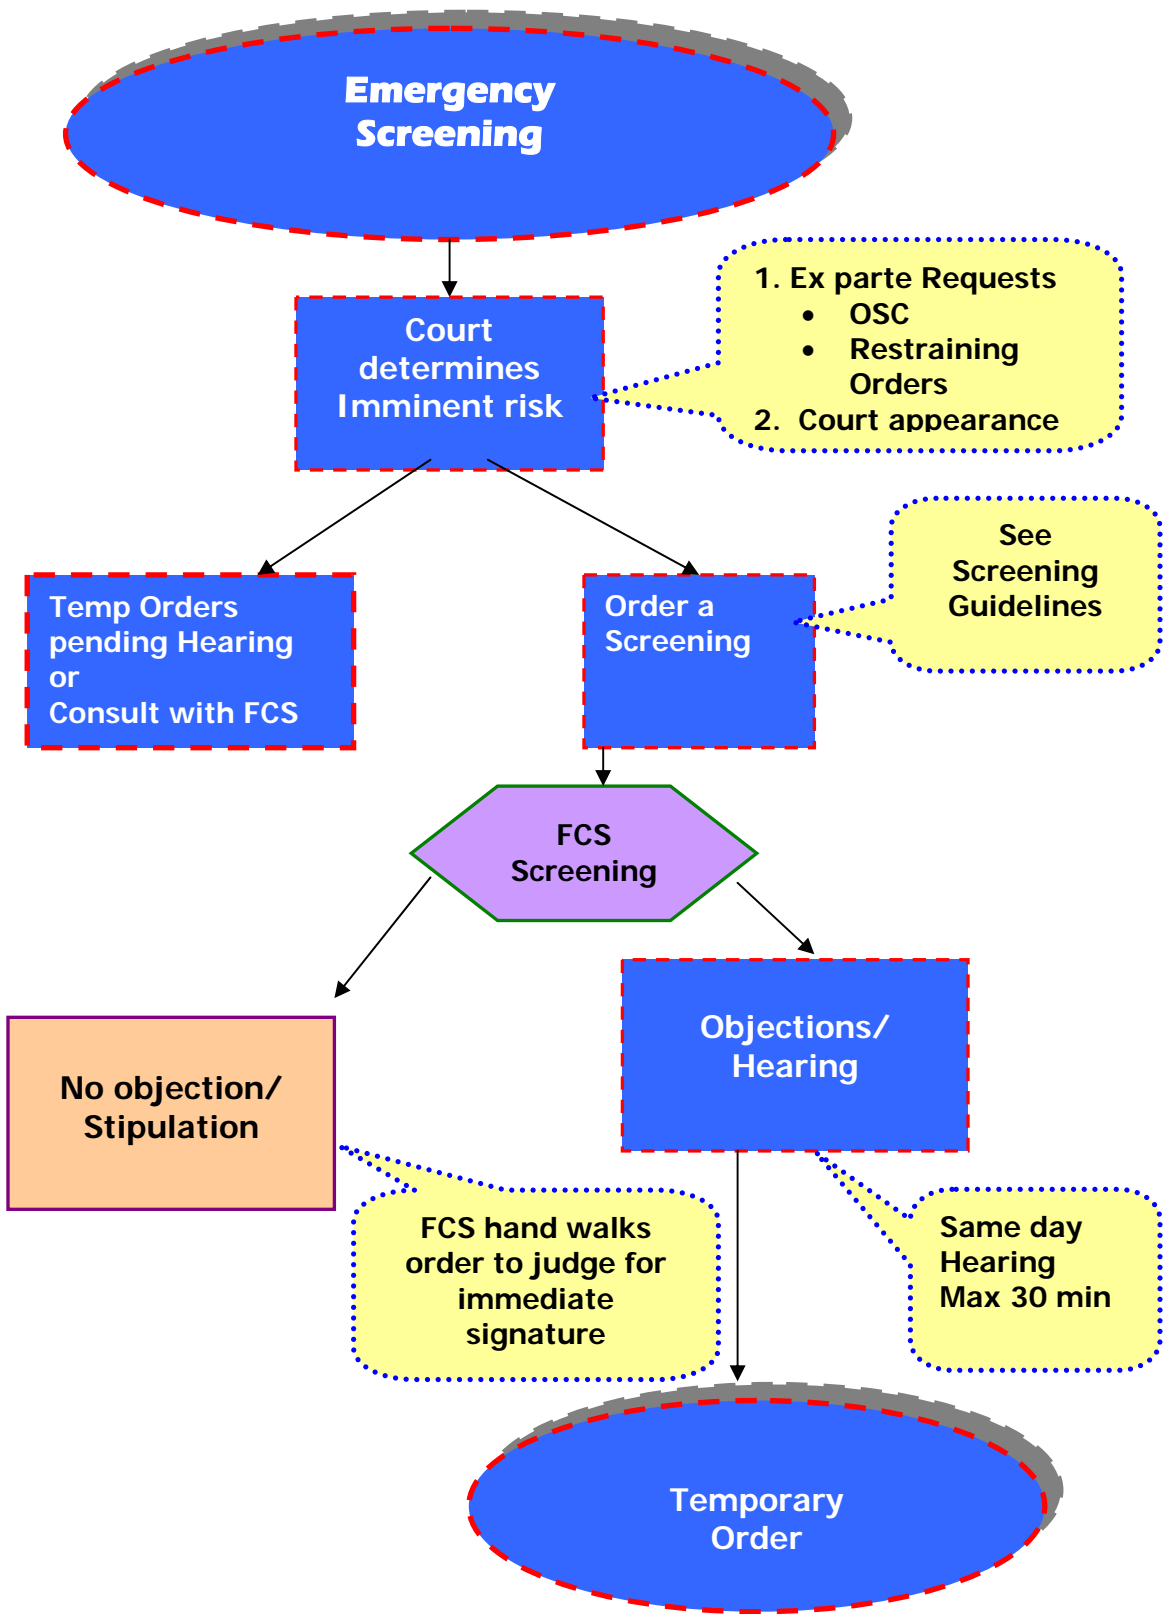 Emergency
Screening
Court
determines
Imminent risk
1. Ex parte Requests
• OSC
• Restraining
Orders
2. Court appearance
See
Screening
Guidelines
Temp Orders
pending Hearing
or
Consult with FCS
Order a
Screening
FCS
Screening
No objection/
Stipulation
Objections/
Hearing
FCS hand walks
order to judge for
immediate
signature
Same day
Hearing
Max 30 min
Temporary
Order